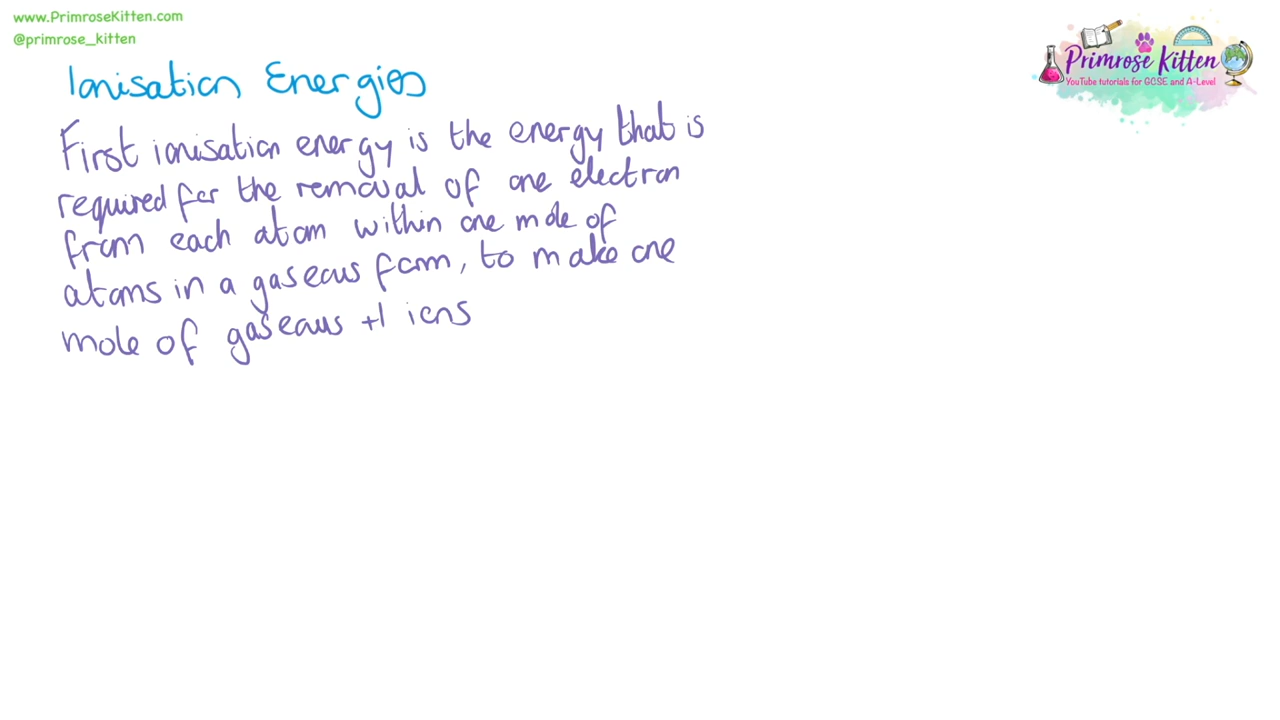 www.PrimroseKitten.com
@primrose_kitten
Primrose Kitten
YouTube tutorials for GCSE and A-Level
Ionisation Energies
First ionisation energy is the energy that is
required for the removal of one electron
from each atom within one mole of
atoms in a gaseous form, to make one
mole of gaseous +1 ions